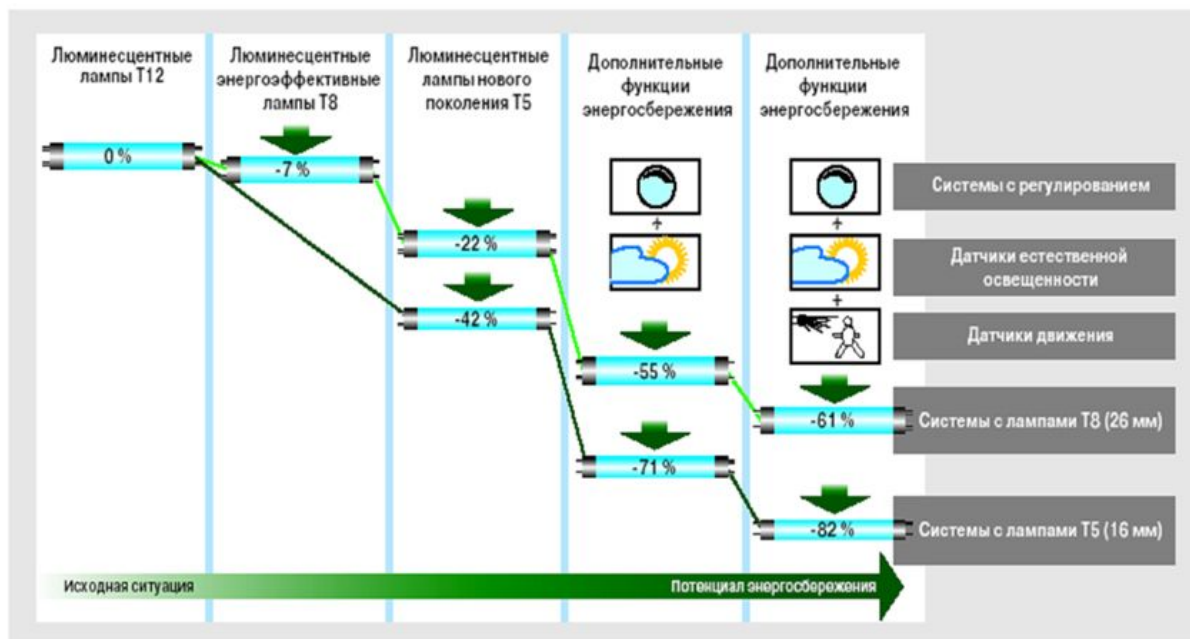 Люминесцентные
лампы Т12
Люминесцентные
энергоэффективные
лампы Т8
Люминесцентные
лампы нового
поколения Т5
Дополнительные
функции
энергосбережения
Дополнительные
функции
энергосбережения
0 %
-7 %
-22 %
-42 %
+
-55 %
-71 %
+
+
-61 %
-82 %
Системы с регулированием
Датчики естественной
освещенности
Датчики движения
Системы с лампами Т8 (26 мм)
Системы с лампами Т5 (16 мм)
Исходная ситуация
Потенциал энергосбережения